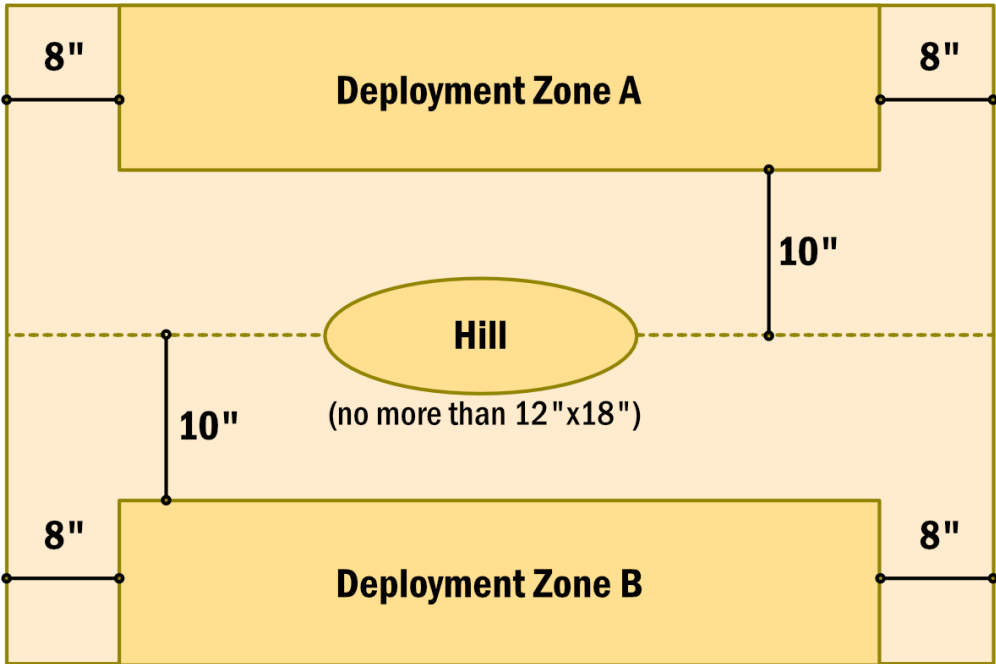 8"
Deployment Zone A
8"
10"
Hill
(no more than 12"x18")
10"
8"
Deployment Zone B
8"